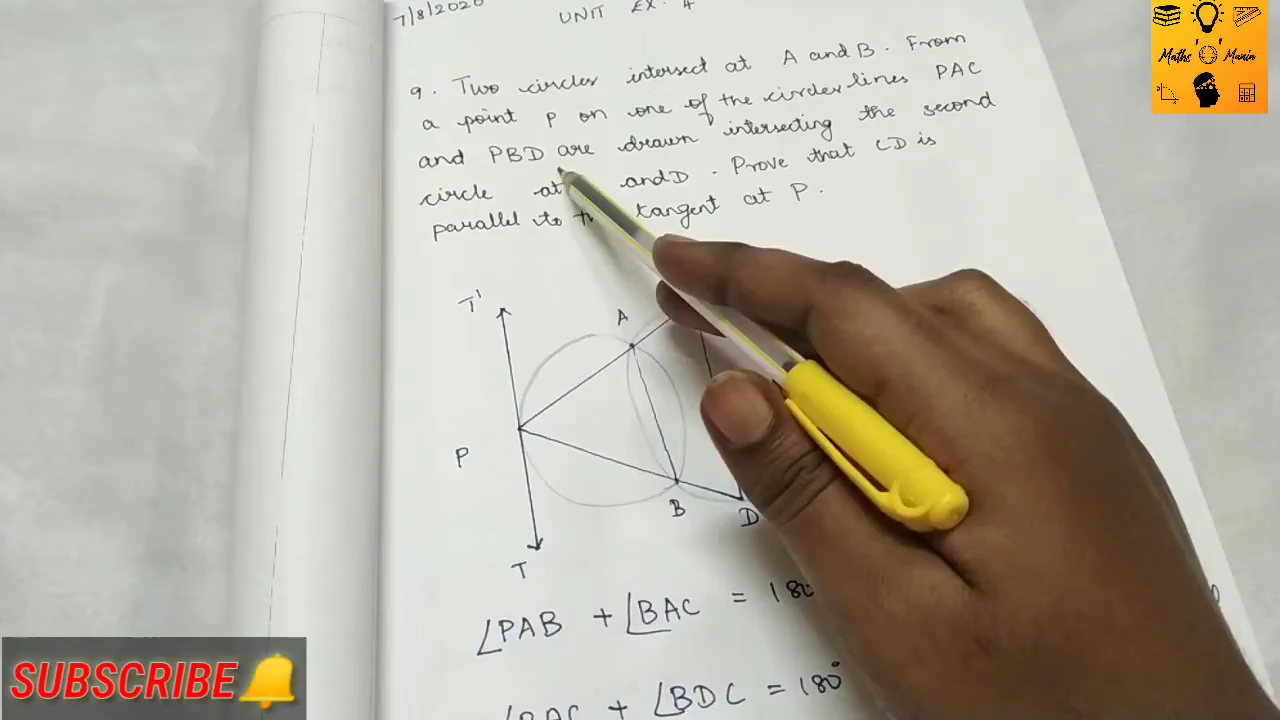 7/8/2020
UNIT EX. 4
9. Two circles intersect at A and B. From
a point P on one of the circles lines PAC
and PBD are drawn intersecting the second
circle at and D. Prove that CD is
parallel to tangent at P.
T'
A
P
B
D
T
∠PAB + ∠BAC = 180
∠BAC + ∠BDC = 180°
Maths Mania
SUBSCRIBE